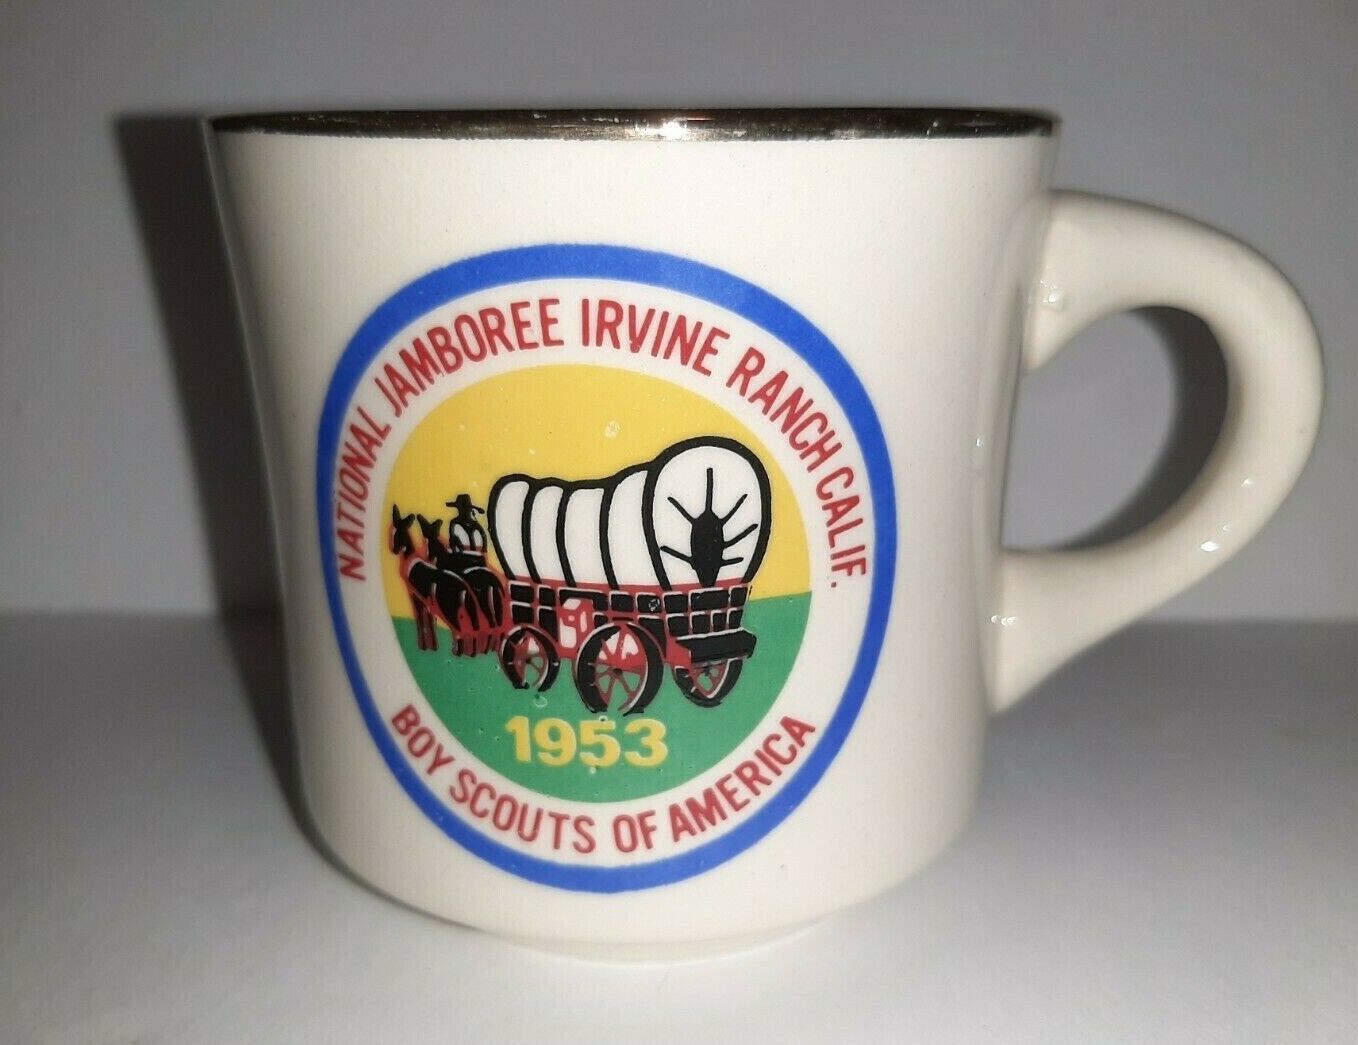 NATIONAL JAMBOREE IRVINE RANCH CALIF.
1953
BOY SCOUTS OF AMERICA